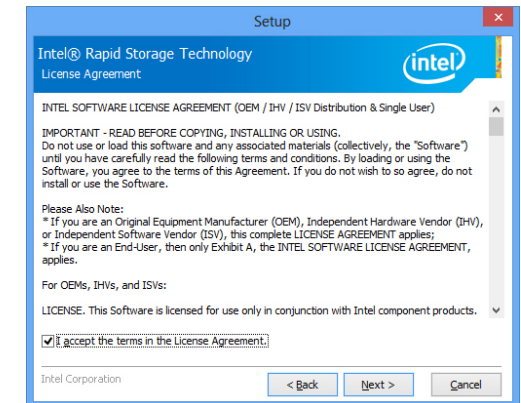 Setup
Intel® Rapid Storage Technology
License Agreement
intel
INTEL SOFTWARE LICENSE AGREEMENT (OEM / IHV / ISV Distribution & Single User)
IMPORTANT - READ BEFORE COPYING, INSTALLING OR USING.
Do not use or load this software and any associated materials (collectively, the "Software")
until you have carefully read the following terms and conditions. By loading or using the
Software, you agree to the terms of this Agreement. If you do not wish to so agree, do not
install or use the Software.
Please Also Note:
* If you are an Original Equipment Manufacturer (OEM), Independent Hardware Vendor (IHV),
or Independent Software Vendor (ISV), this complete LICENSE AGREEMENT applies;
* If you are an End-User, then only Exhibit A, the INTEL SOFTWARE LICENSE AGREEMENT,
applies.
For OEMs, IHVs, and ISVs:
LICENSE. This Software is licensed for use only in conjunction with Intel component products.
I accept the terms in the License Agreement.
Intel Corporation
< Back
Next >
Cancel